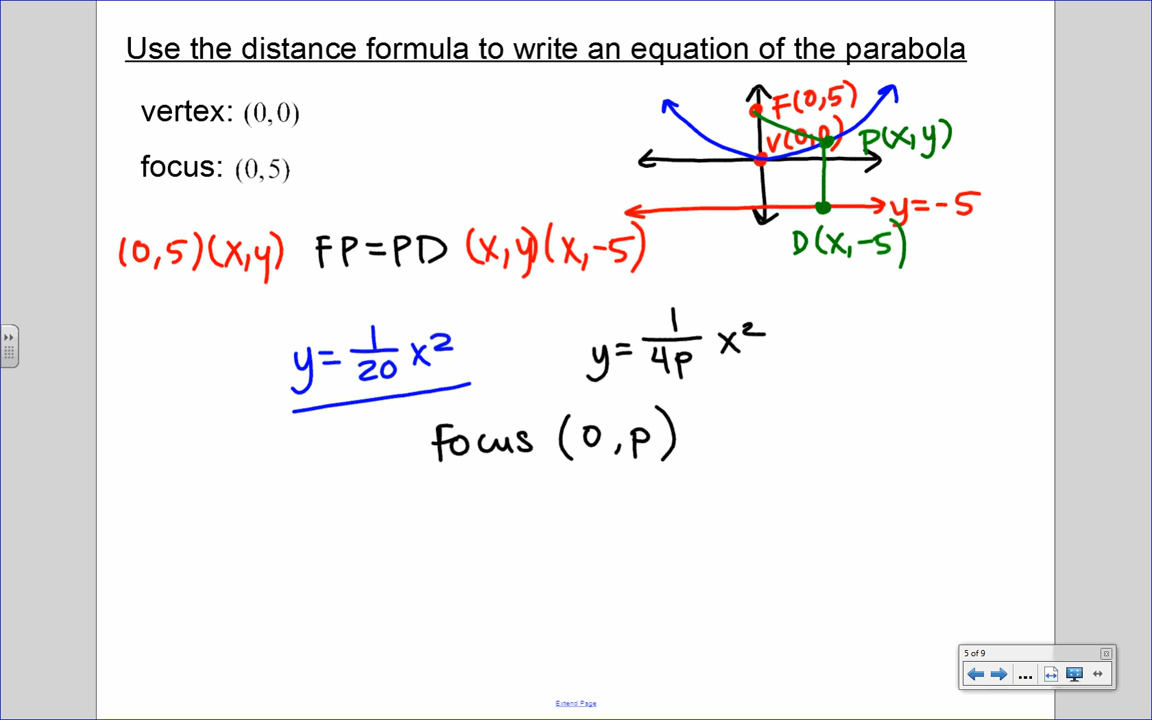 Use the distance formula to write an equation of the parabola
vertex: (0,0)
focus: (0,5)
F(0,5)
V(0,0)
P(x,y)
y=-5
D(x,-5)
(0,5)(x,y) FP=PD (x,y)(x,-5)
y=1/20 x²
y=1/4p x²
Focus (0,p)
5 of 9
Extend Page